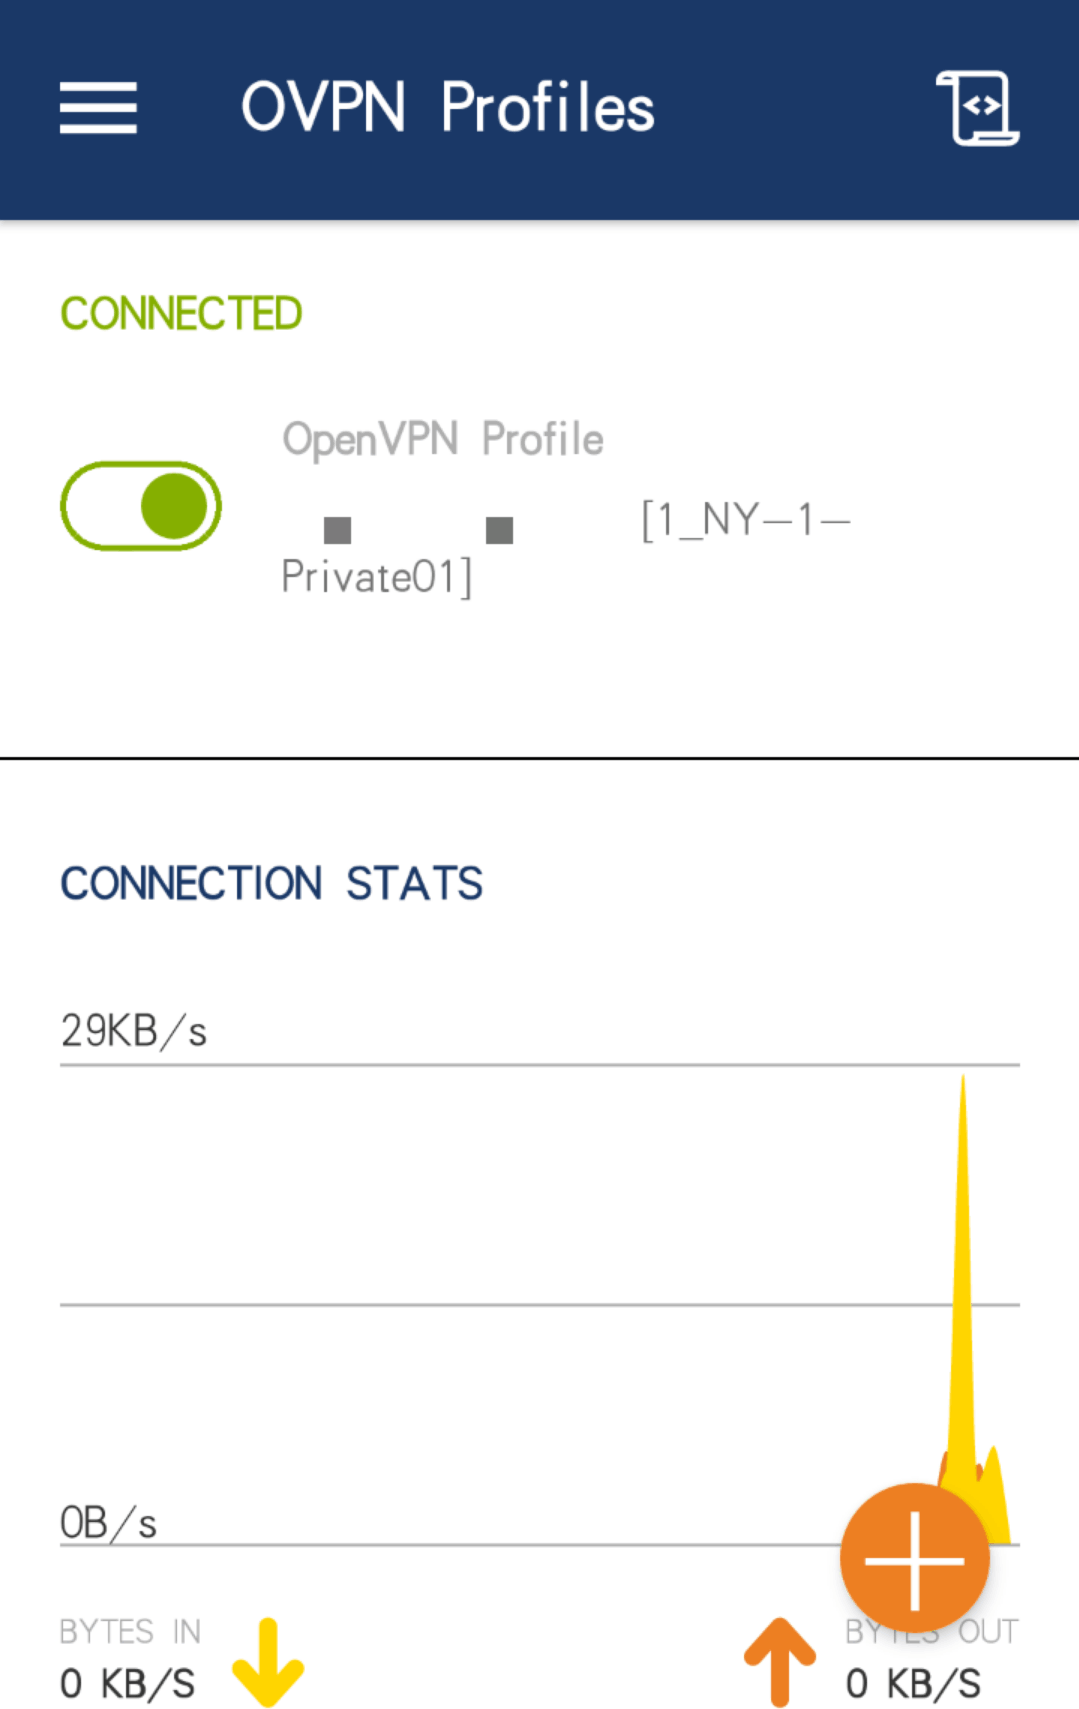 OVPN Profiles
CONNECTED
OpenVPN Profile
[1_NY-1-
Private01]
CONNECTION STATS
29KB/s
0B/s
BYTES IN
0 KB/S
BYTES OUT
0 KB/S